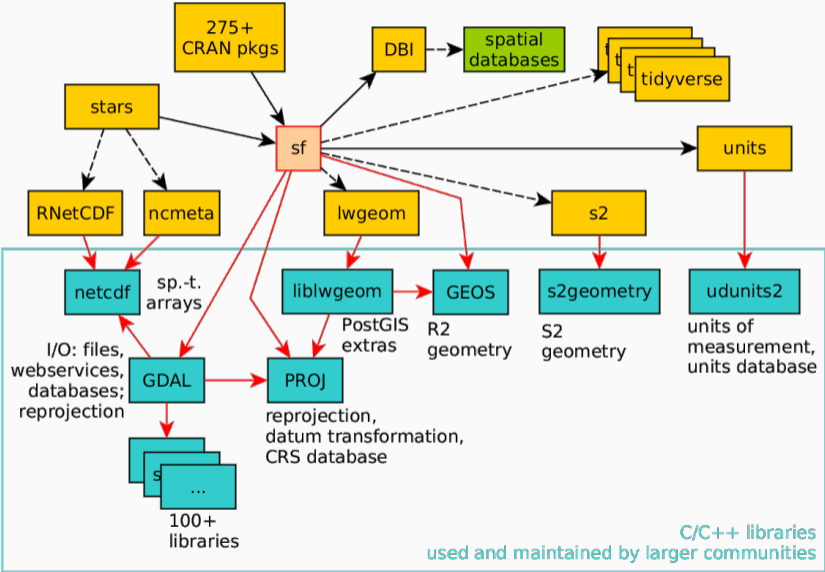 275+
CRAN pkgs
DBI
spatial
databases
tidyverse
stars
sf
units
RNetCDF
ncmeta
lwgeom
s2
netcdf
sp.-t.
arrays
liblwgeom
GEOS
s2geometry
udunits2
PostGIS
extras
R2
geometry
S2
geometry
units of
measurement,
units database
I/O: files,
webservices,
databases;
reprojection
GDAL
PROJ
reprojection,
datum transformation,
CRS database
...
100+
libraries
C/C++ libraries
used and maintained by larger communities